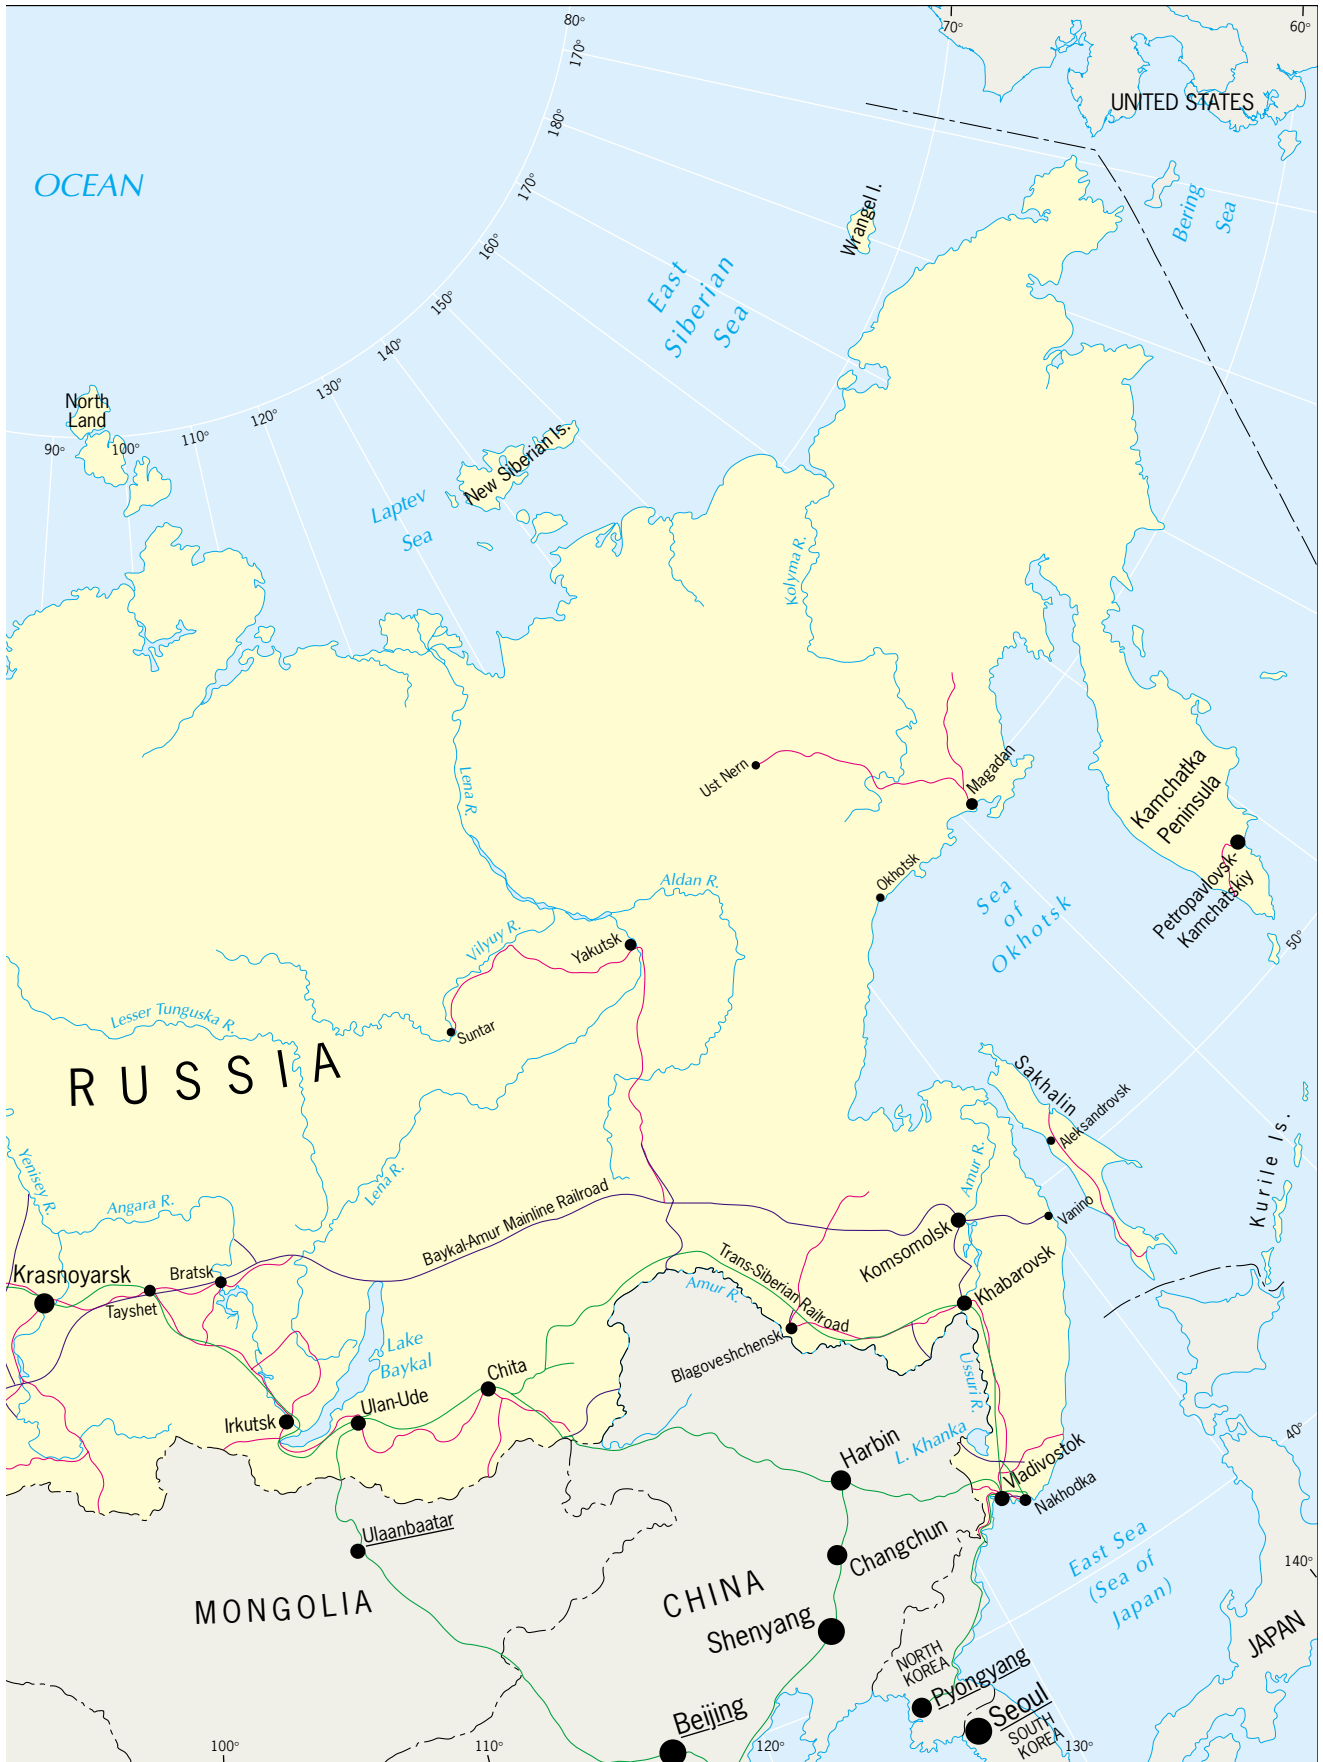 80°
170°
70°
60°
UNITED STATES
180°
OCEAN
170°
Wrangel I.
Bering
Sea
160°
East
Siberian
Sea
150°
140°
130°
120°
110°
100°
90°
North
Land
New Siberian Is.
Laptev
Sea
Kolyma R.
Lena R.
Ust Nern
Magadan
Kamchatka
Peninsula
Petropavlovsk-
Kamchatskiy
Okhotsk
Aldan R.
Sea
of
Okhotsk
50°
Vilyuy R.
Yakutsk
Lesser Tunguska R.
Suntar
RUSSIA
Sakhalin
Aleksandrovsk
Kurile Is.
Yenisey R.
Angara R.
Lena R.
Amur R.
Vanino
Baykal-Amur Mainline Railroad
Komsomolsk
Trans-Siberian Railroad
Khabarovsk
Krasnoyarsk
Bratsk
Tayshet
Amur R.
Blagoveshchensk
Lake
Baykal
Ussuri R.
Chita
Ulan-Ude
Irkutsk
40°
L. Khanka
Harbin
Vladivostok
Nakhodka
Ulaanbaatar
Changchun
East Sea
(Sea of
Japan)
140°
MONGOLIA
CHINA
Shenyang
JAPAN
NORTH
KOREA
Pyongyang
Seoul
SOUTH
KOREA
Beijing
100°
110°
120°
130°